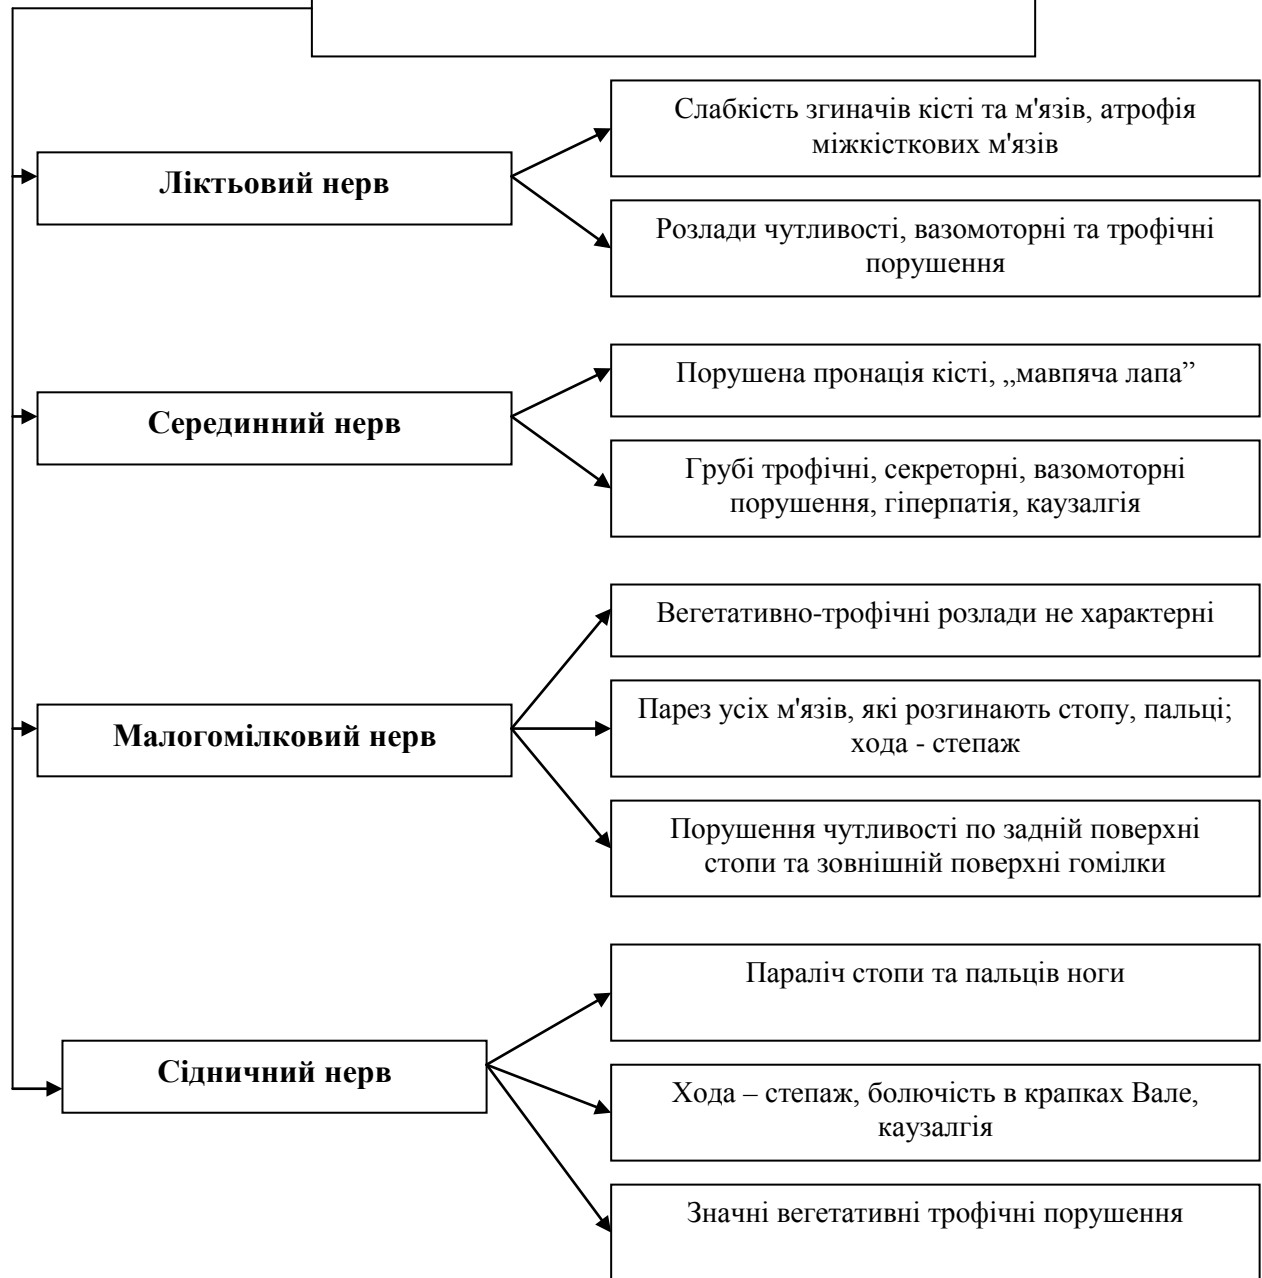 Слабкість згиначів кісті та м'язів, атрофія
міжкісткових м'язів
Ліктьовий нерв
Розлади чутливості, вазомоторні та трофічні
порушення
Порушена пронація кісті, „мавпяча лапа”
Серединний нерв
Грубі трофічні, секреторні, вазомоторні
порушення, гіперпатія, каузалгія
Вегетативно-трофічні розлади не характерні
Малогомілковий нерв
Парез усіх м'язів, які розгинають стопу, пальці;
хода - степаж
Порушення чутливості по задній поверхні
стопи та зовнішній поверхні гомілки
Параліч стопи та пальців ноги
Сідничний нерв
Хода – степаж, болючість в крапках Вале,
каузалгія
Значні вегетативні трофічні порушення